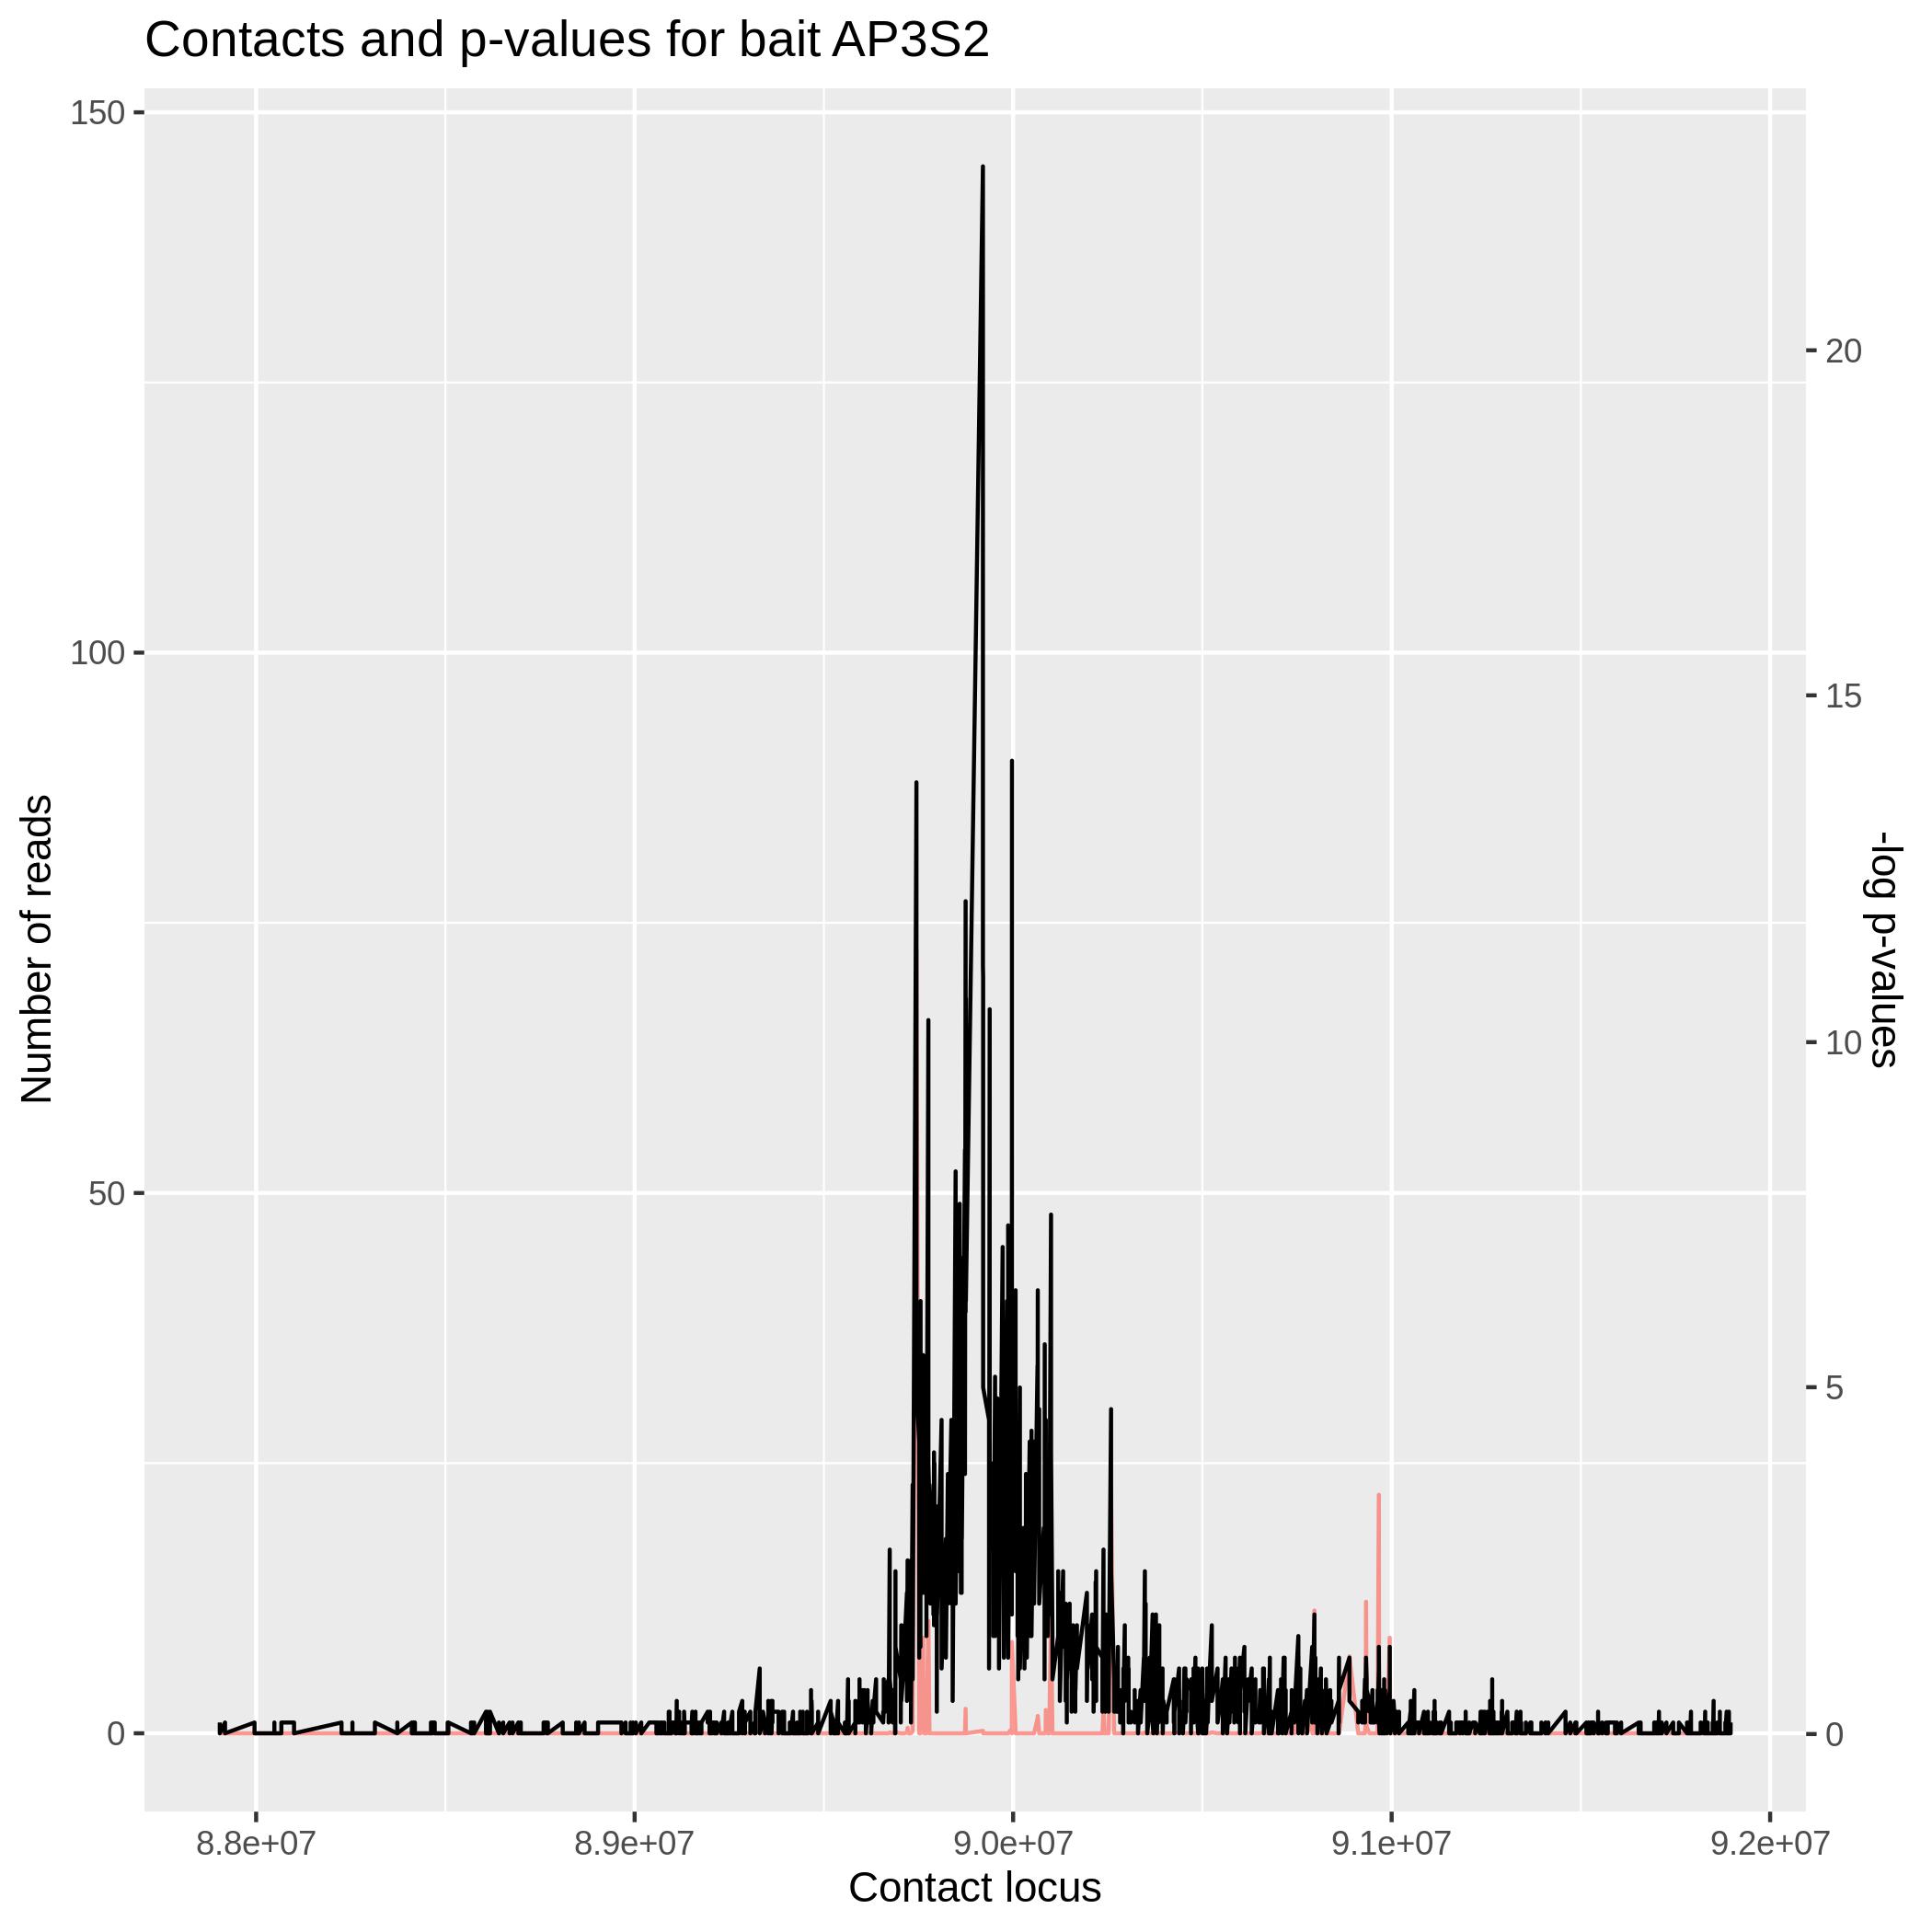 Contacts and p-values for bait AP3S2
150
100
50
0
Number of reads
20
15
10
5
0
-log p-values
8.8e+07
8.9e+07
9.0e+07
9.1e+07
9.2e+07
Contact locus